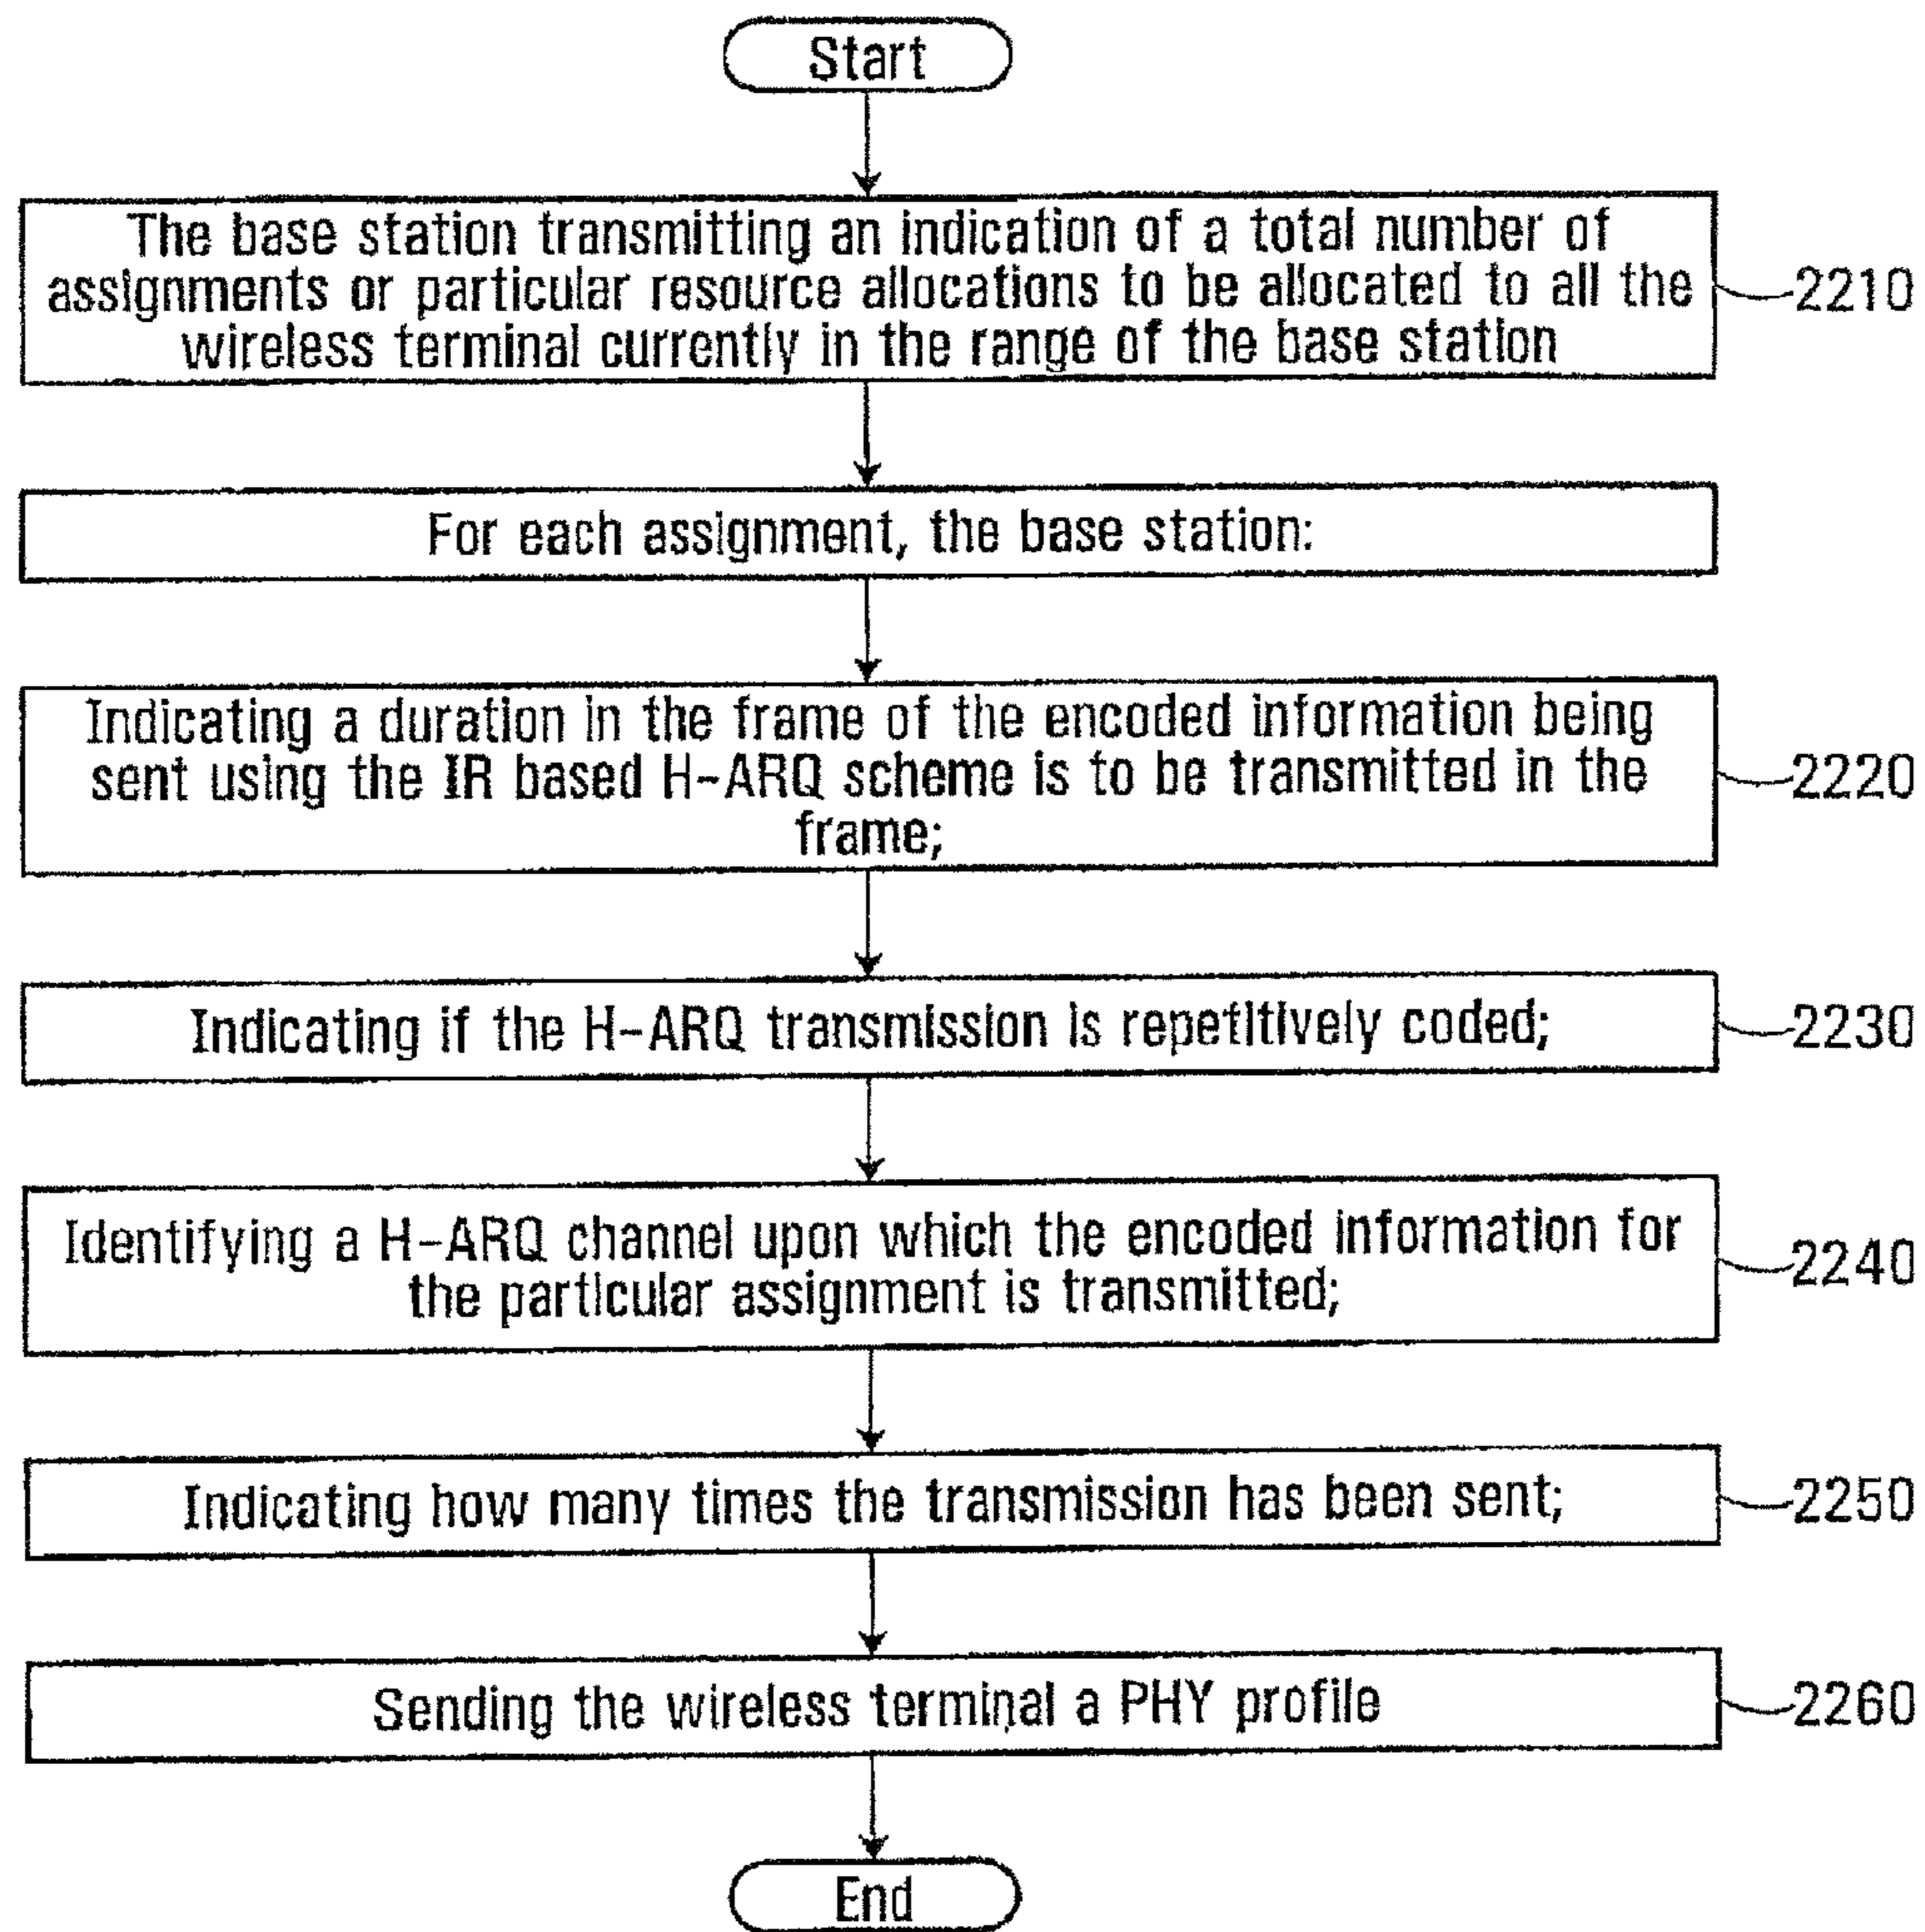 Start
The base station transmitting an indication of a total number of
assignments or particular resource allocations to be allocated to all the
wireless terminal currently in the range of the base station
2210
For each assignment, the base station:
Indicating a duration in the frame of the encoded information being
sent using the IR based H-ARQ scheme is to be transmitted in the
frame;
2220
Indicating if the H-ARQ transmission is repetitively coded;
2230
Identifying a H-ARQ channel upon which the encoded information for
the particular assignment is transmitted;
2240
Indicating how many times the transmission has been sent;
2250
Sending the wireless terminal a PHY profile
2260
End